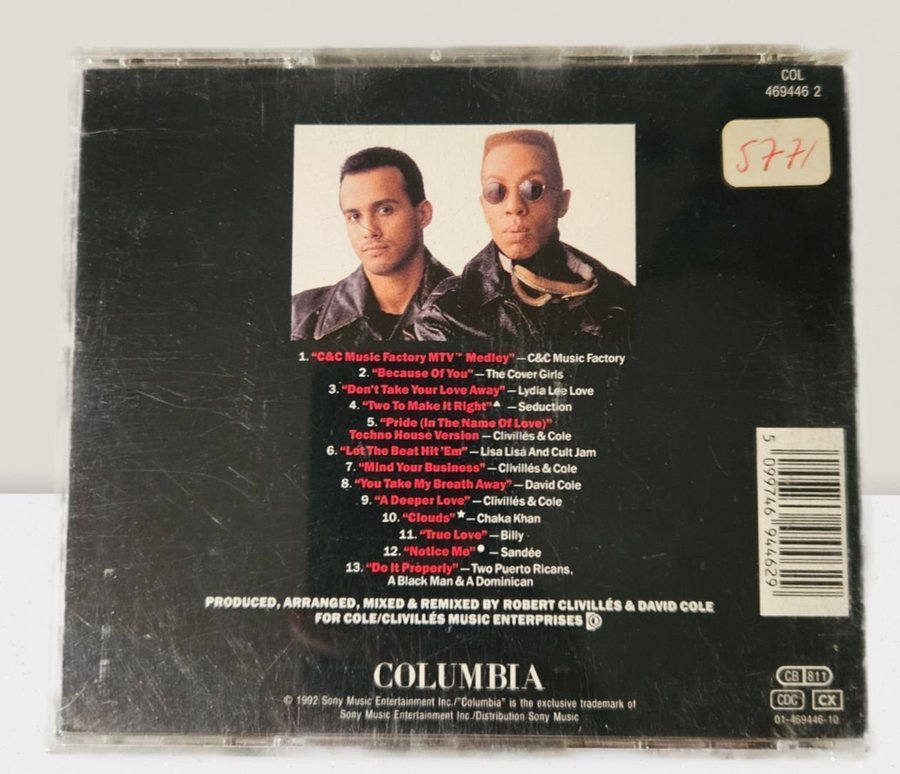 COL
469446 2
5771
1. "C&C Music Factory MTV™ Medley" — C&C Music Factory
2. "Because Of You" — The Cover Girls
3. "Don't Take Your Love Away" — Lydia Lee Love
4. "Two To Make It Right"▲ — Seduction
5. "Pride (In The Name Of Love)"
Techno House Version — Clivillés & Cole
6. "Let The Beat Hit 'Em" — Lisa Lisa And Cult Jam
7. "Mind Your Business" — Clivillés & Cole
8. "You Take My Breath Away" — David Cole
9. "A Deeper Love" — Clivillés & Cole
10. "Clouds"★ — Chaka Khan
11. "True Love" — Billy
12. "Notice Me"● — Sandée
13. "Do It Properly" — Two Puerto Ricans,
A Black Man & A Dominican
PRODUCED, ARRANGED, MIXED & REMIXED BY ROBERT CLIVILLÉS & DAVID COLE
FOR COLE/CLIVILLÉS MUSIC ENTERPRISES
5 099746 944629
COLUMBIA
© 1992 Sony Music Entertainment Inc./"Columbia" is the exclusive trademark of
Sony Music Entertainment Inc./Distribution Sony Music
CB 811
CDC CX
01-469446-10